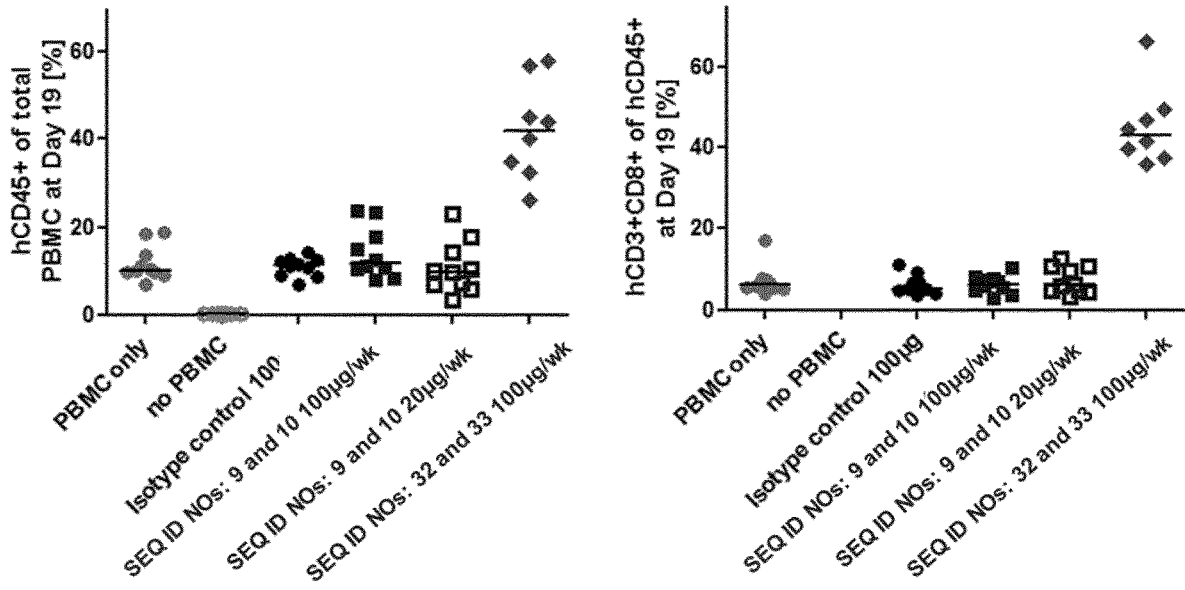 hCD45+ of total
PBMC at Day 19 [%]
60
40
20
0
PBMC only
no PBMC
Isotype control 100
SEQ ID NOs: 9 and 10 100µg/wk
SEQ ID NOs: 9 and 10 20µg/wk
SEQ ID NOs: 32 and 33 100µg/wk
hCD3+CD8+ of hCD45+
at Day 19 [%]
60
40
20
0
PBMC only
no PBMC
Isotype control 100µg
SEQ ID NOs: 9 and 10 100µg/wk
SEQ ID NOs: 9 and 10 20µg/wk
SEQ ID NOs: 32 and 33 100µg/wk